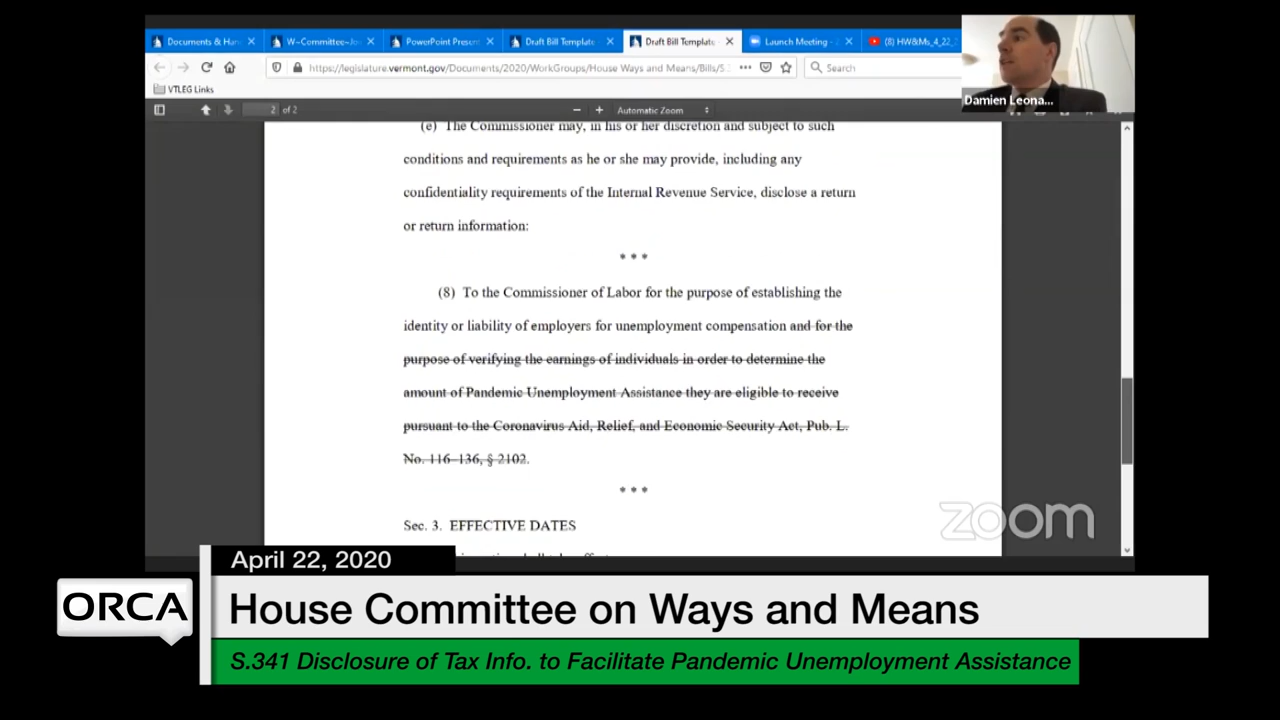 Documents & Han
W~Committee~Jo
PowerPoint Presen
Draft Bill Template
Draft Bill Template
Launch Meeting -
(8) HW&Ms_4_22_
https://legislature.vermont.gov/Documents/2020/WorkGroups/House Ways and Means/Bills/S.
Search
VTLEG Links
2 of 2
Automatic Zoom
Damien Leona...
(e) The Commissioner may, in his or her discretion and subject to such
conditions and requirements as he or she may provide, including any
confidentiality requirements of the Internal Revenue Service, disclose a return
or return information:
* * *
(8) To the Commissioner of Labor for the purpose of establishing the
identity or liability of employers for unemployment compensation and for the
purpose of verifying the earnings of individuals in order to determine the
amount of Pandemic Unemployment Assistance they are eligible to receive
pursuant to the Coronavirus Aid, Relief, and Economic Security Act, Pub. L.
No. 116–136, § 2102.
* * *
Sec. 3. EFFECTIVE DATES
zoom
April 22, 2020
ORCA
House Committee on Ways and Means
S.341 Disclosure of Tax Info. to Facilitate Pandemic Unemployment Assistance